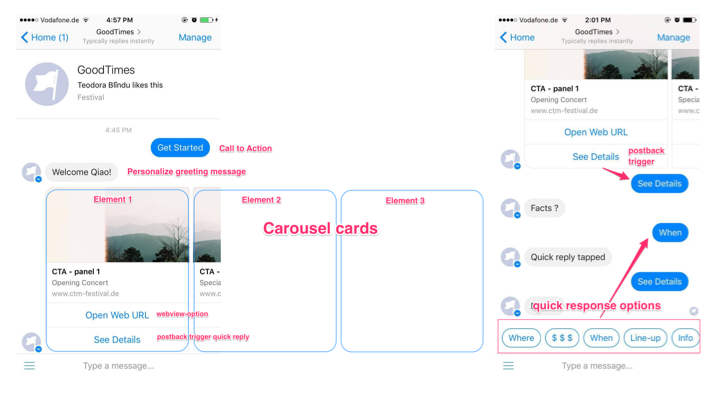 Vodafone.de
4:57 PM
Home (1)
GoodTimes
Typically replies instantly
Manage
GoodTimes
Teodora Blîndu likes this
Festival
4:45 PM
Get Started
Call to Action
Welcome Qiao!
Personalize greeting message
Element 1
Element 2
Element 3
Carousel cards
CTA - panel 1
Opening Concert
www.ctm-festival.de
CTA -
Specia
www.c
Open Web URL
webview-option
See Details
postback trigger quick reply
Type a message...
Vodafone.de
2:01 PM
Home
GoodTimes
Typically replies instantly
Manage
CTA - panel 1
Opening Concert
www.ctm-festival.de
CTA -
Specia
www.c
Open Web URL
See Details
postback
trigger
See Details
Facts ?
When
Quick reply tapped
See Details
quick response options
Where
$ $ $
When
Line-up
Info
Type a message...